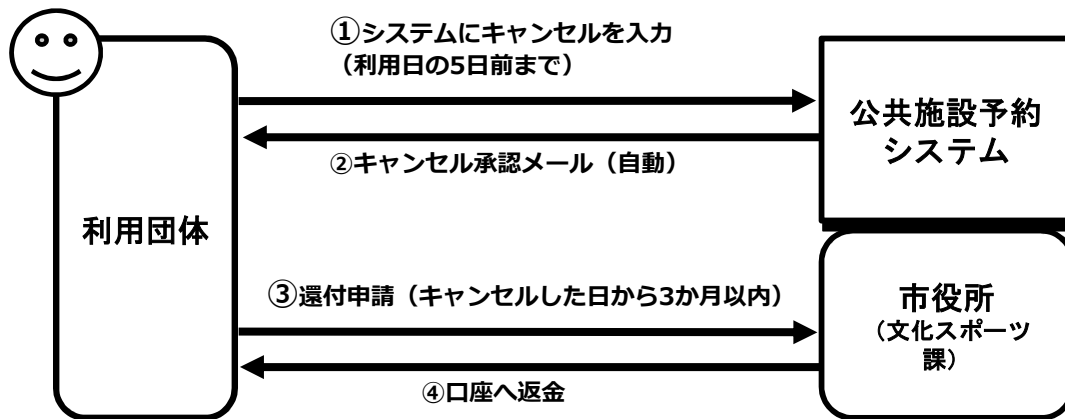 ①システムにキャンセルを入力
（利用日の5日前まで）
公共施設予約
システム
②キャンセル承認メール（自動）
利用団体
③還付申請（キャンセルした日から3か月以内）
市役所
（文化スポーツ
課）
④口座へ返金